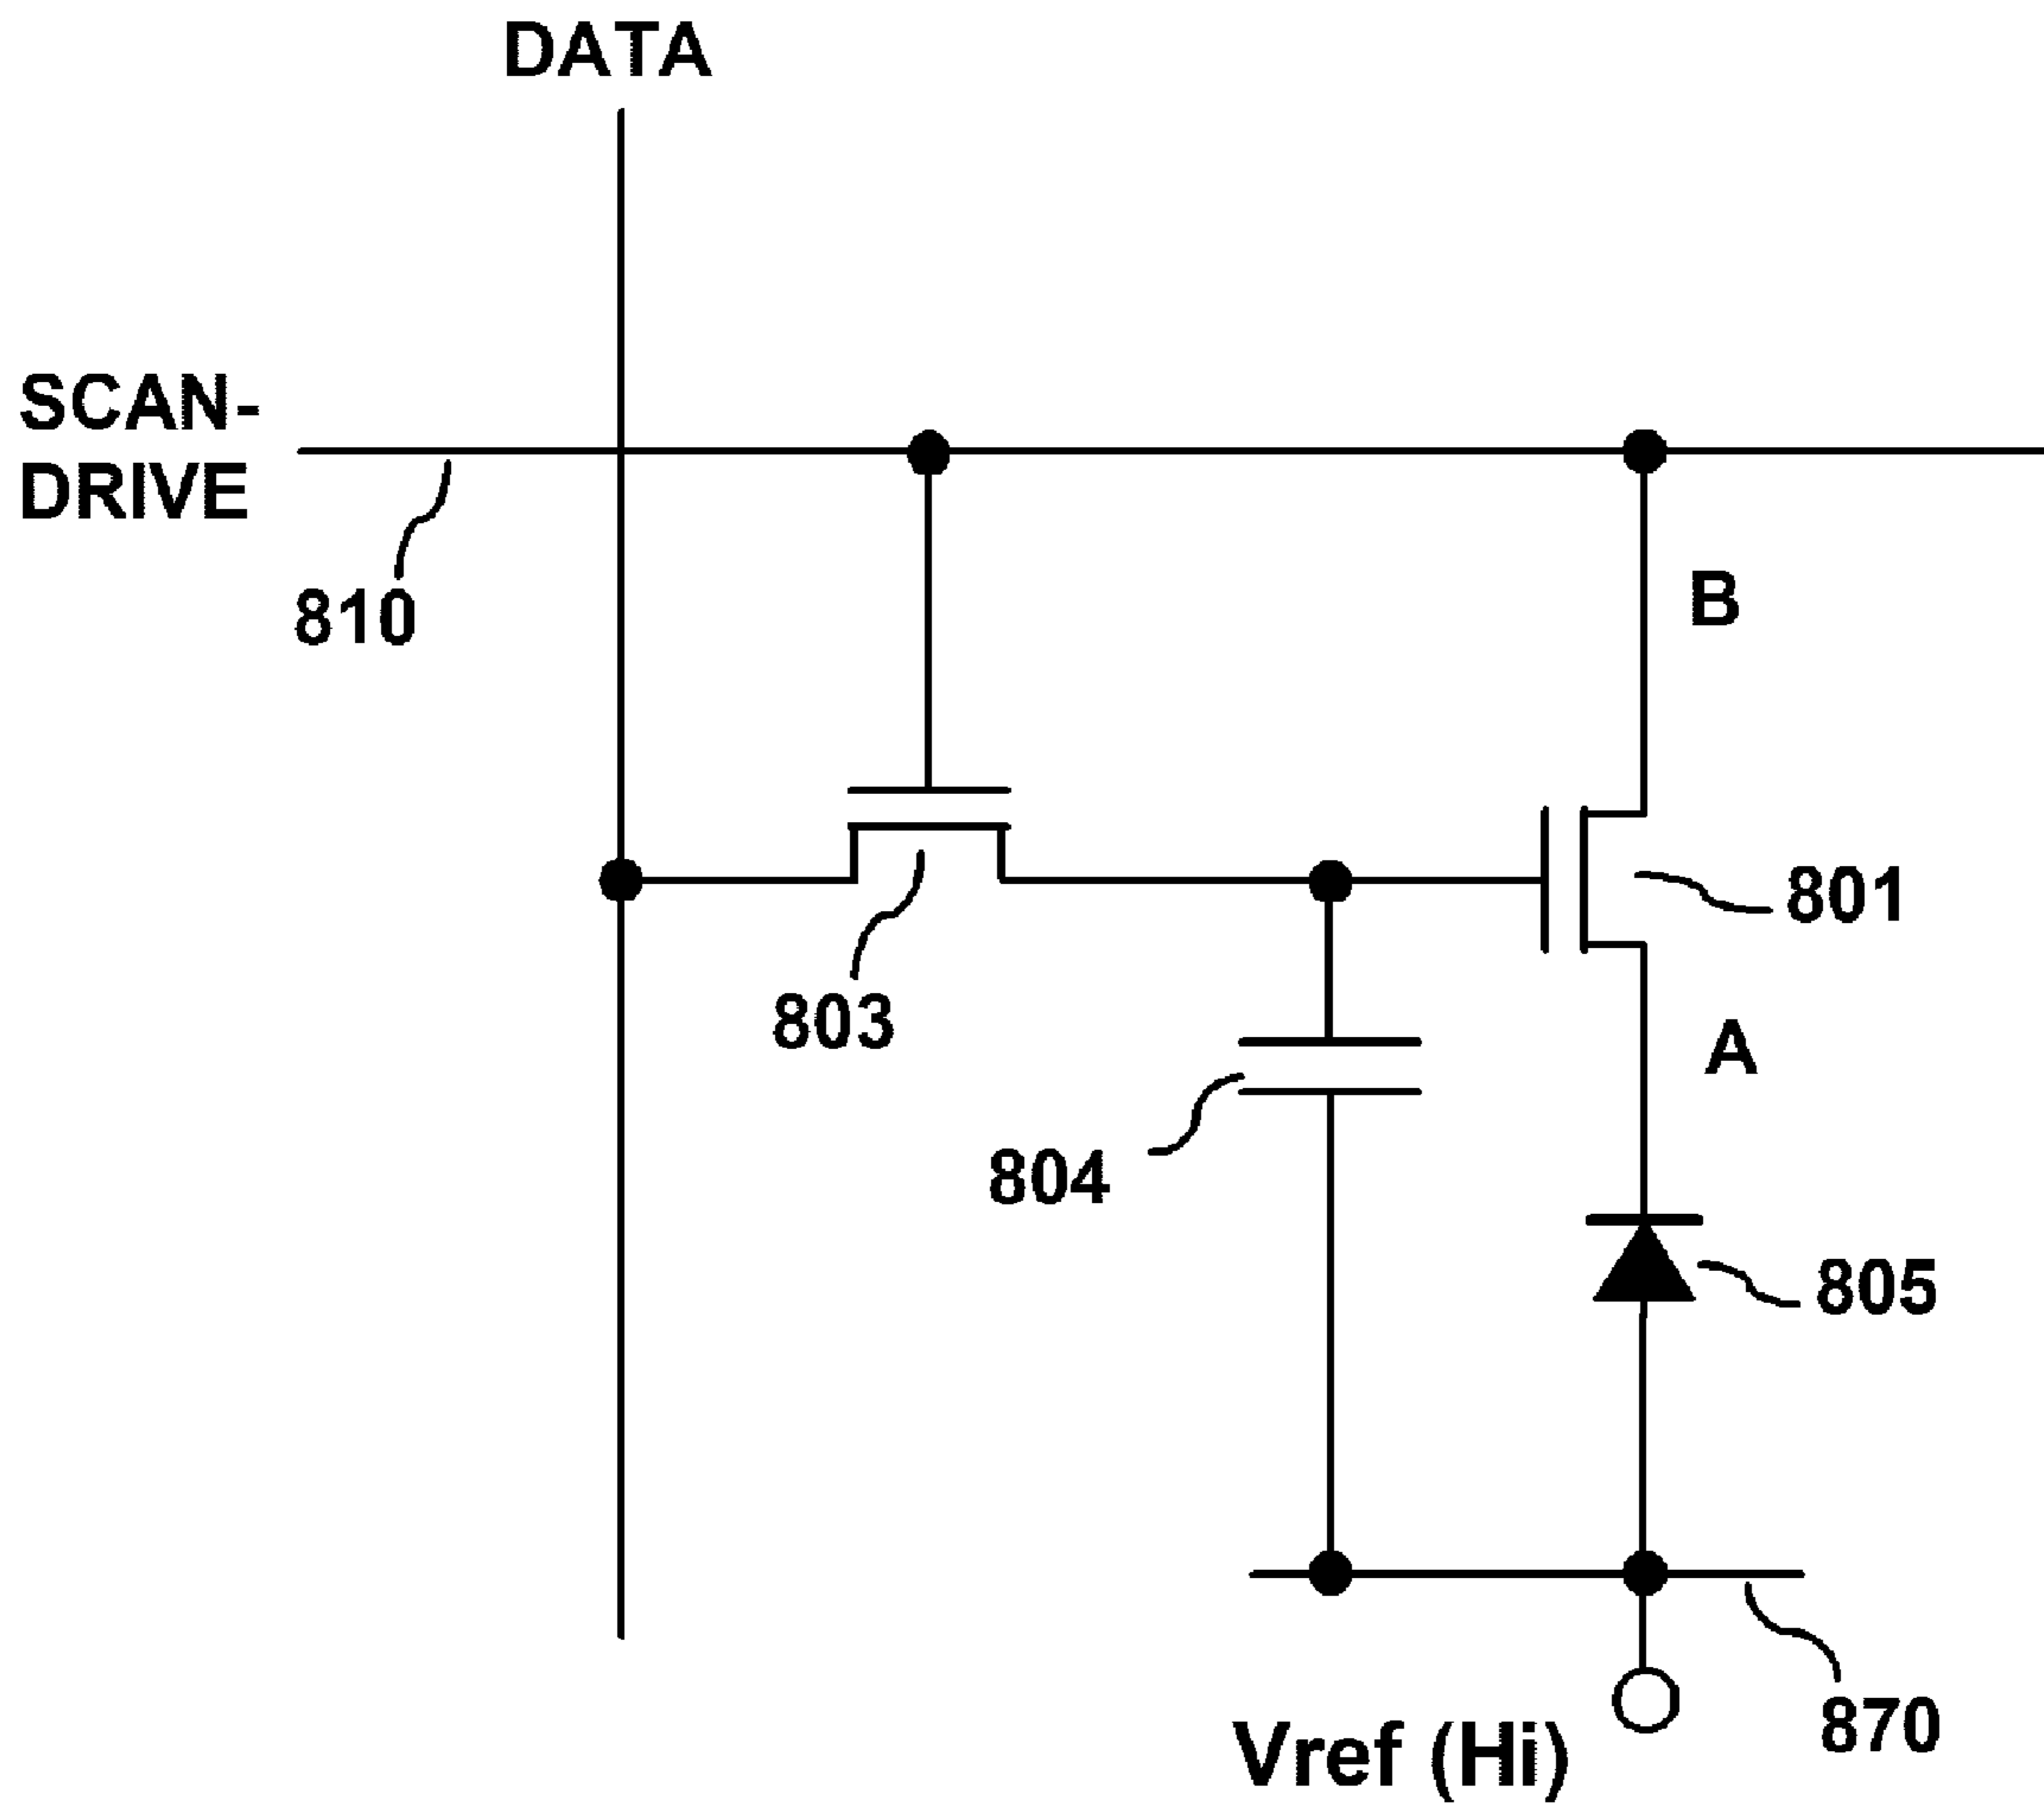 DATA
SCAN-
DRIVE
810
B
801
803
A
804
805
870
Vref (Hi)